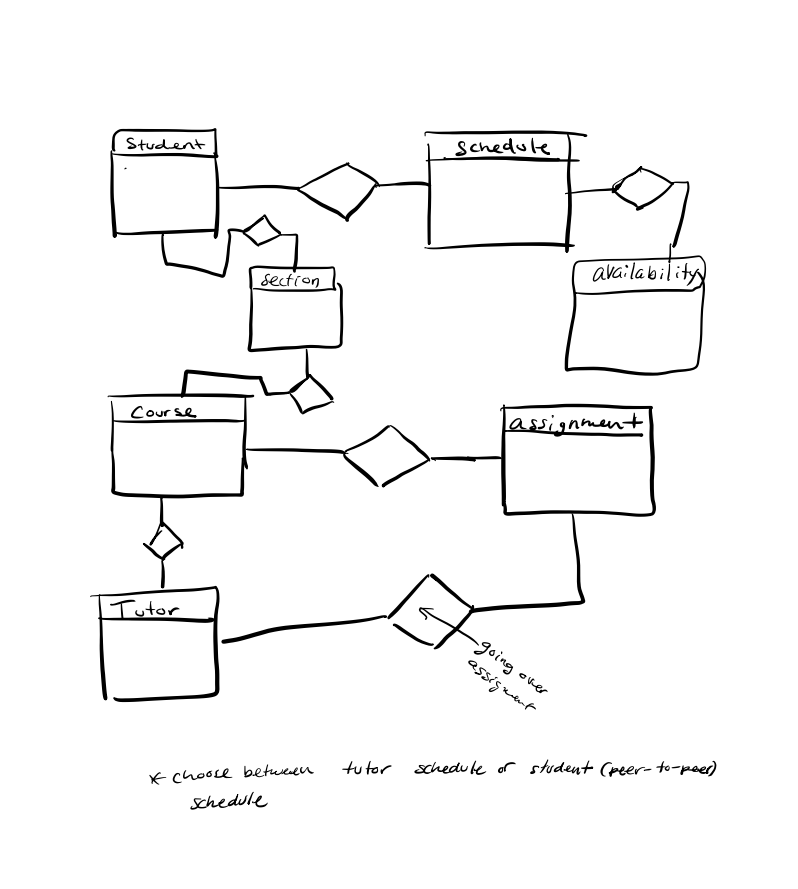 Student
Schedule
availability
Section
Course
assignment
Tutor
going over
assigment
* choose between tutor schedule or student (peer-to-peer)
schedule